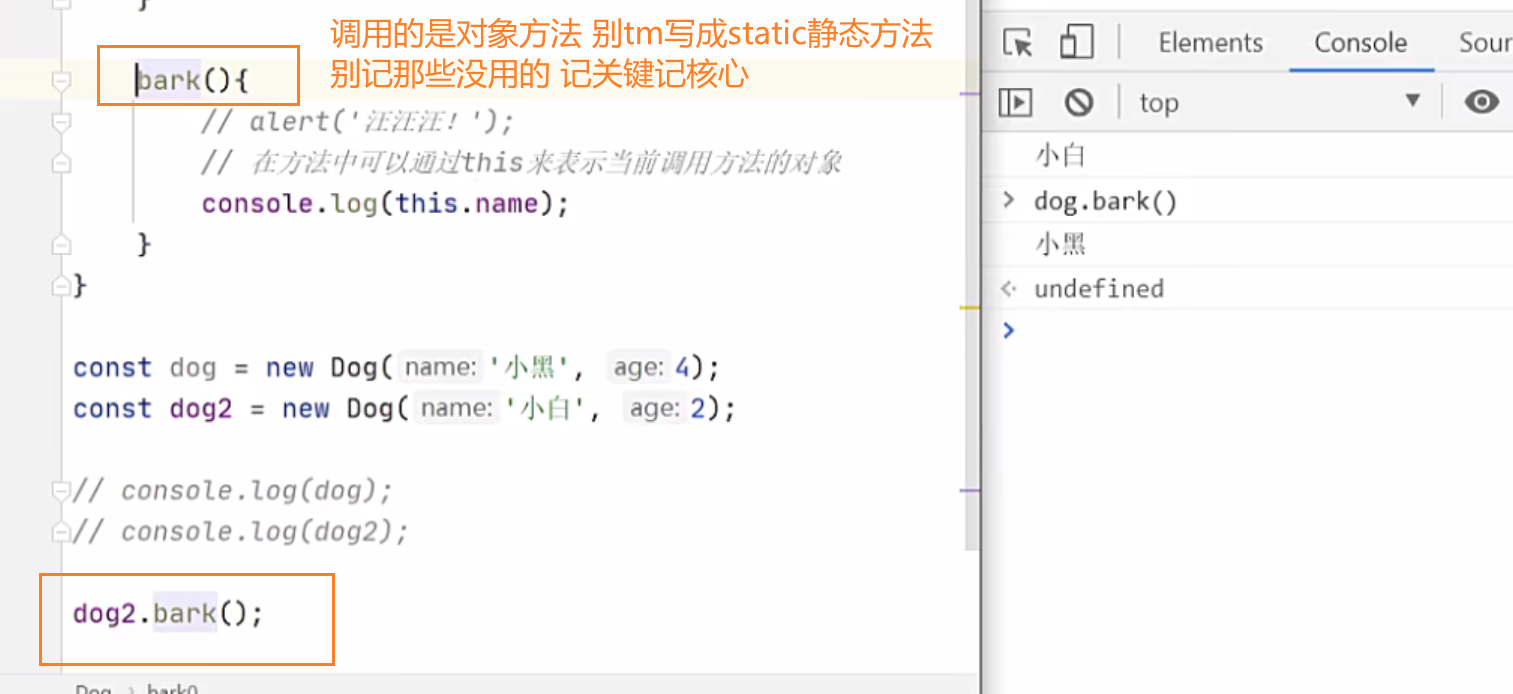 }
调用的是对象方法 别tm写成static静态方法
别记那些没用的 记关键记核心
bark(){
// alert('汪汪汪！');
// 在方法中可以通过this来表示当前调用方法的对象
console.log(this.name);
}
}
const dog = new Dog( name: '小黑', age: 4);
const dog2 = new Dog( name: '小白', age: 2);
// console.log(dog);
// console.log(dog2);
dog2.bark();
Dog > bark()
Elements Console Sour
top
小白
> dog.bark()
小黑
undefined